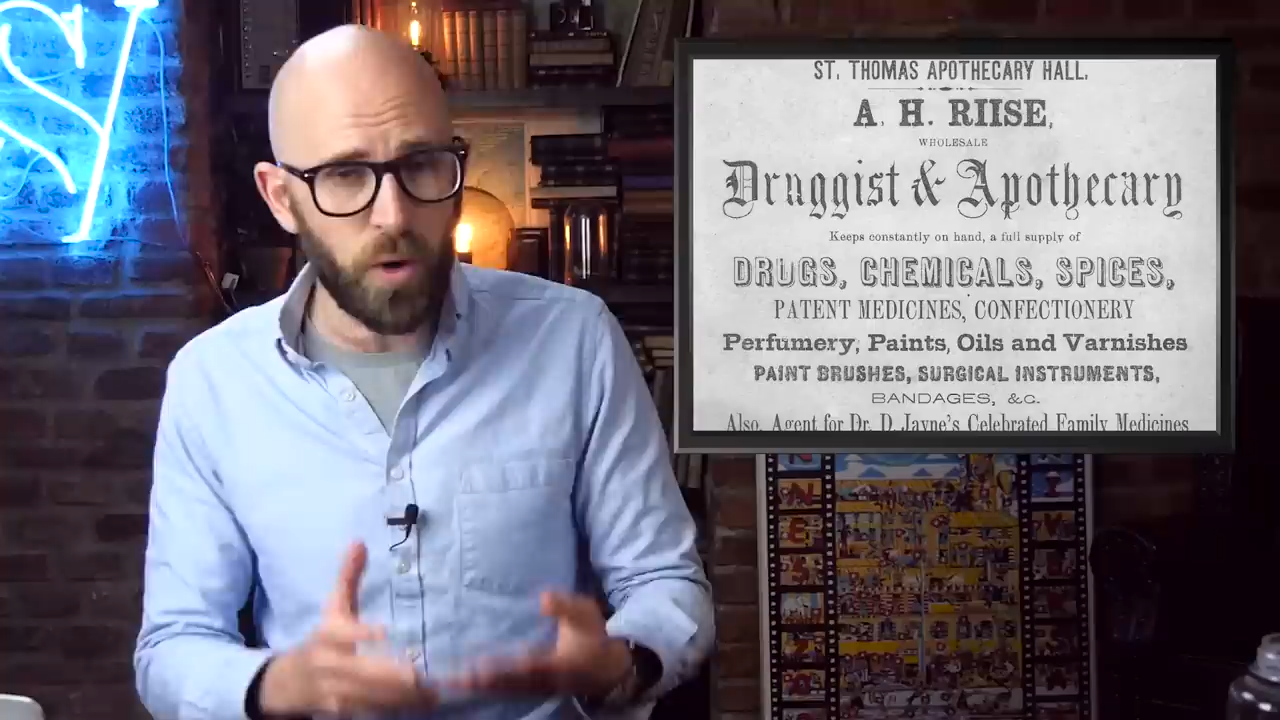 ST. THOMAS APOTHECARY HALL.
A. H. RIISE,
WHOLESALE
Druggist & Apothecary
Keeps constantly on hand, a full supply of
DRUGS, CHEMICALS, SPICES,
PATENT MEDICINES, CONFECTIONERY
Perfumery, Paints, Oils and Varnishes
PAINT BRUSHES, SURGICAL INSTRUMENTS,
BANDAGES, &c.
Also, Agent for Dr. D. Jayne's Celebrated Family Medicines